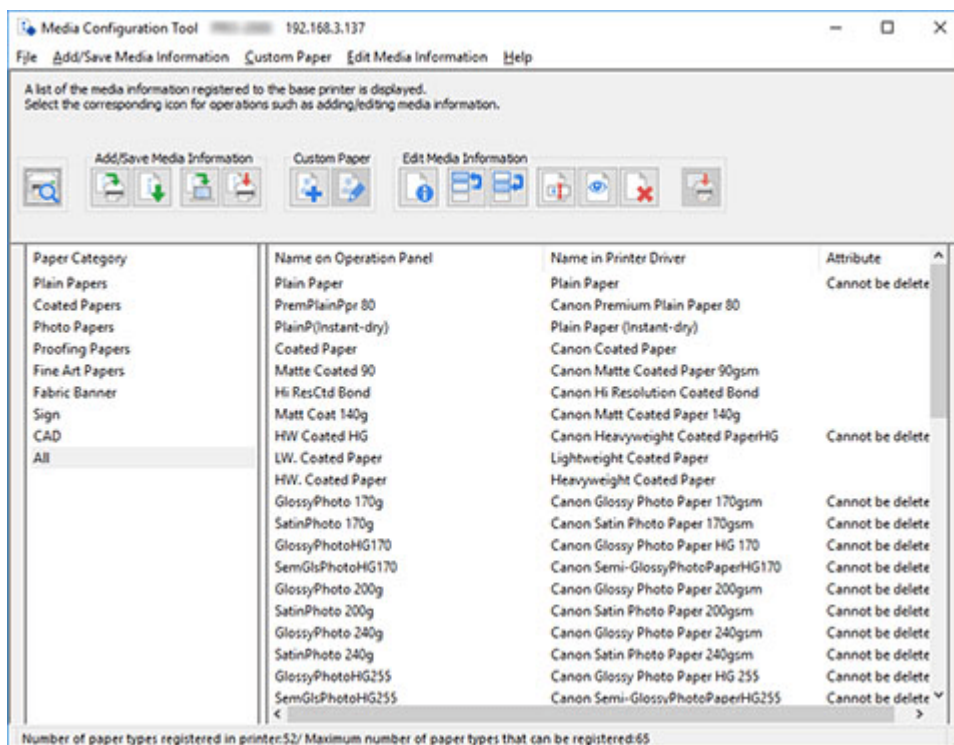 Media Configuration Tool 192.168.3.137
File Add/Save Media Information Custom Paper Edit Media Information Help
A list of the media information registered to the base printer is displayed.
Select the corresponding icon for operations such as adding/editing media information.
Add/Save Media Information Custom Paper Edit Media Information
Paper Category
Plain Papers
Coated Papers
Photo Papers
Proofing Papers
Fine Art Papers
Fabric Banner
Sign
CAD
All
Name on Operation Panel Name in Printer Driver Attribute
Plain Paper Plain Paper Cannot be delete
PremPlainPpr 80 Canon Premium Plain Paper 80
PlainP(Instant-dry) Plain Paper (Instant-dry)
Coated Paper Canon Coated Paper
Matte Coated 90 Canon Matte Coated Paper 90gsm
Hi ResCtd Bond Canon Hi Resolution Coated Bond
Matt Coat 140g Canon Matt Coated Paper 140g
HW Coated HG Canon Heavyweight Coated PaperHG Cannot be delete
LW. Coated Paper Lightweight Coated Paper
HW. Coated Paper Heavyweight Coated Paper
GlossyPhoto 170g Canon Glossy Photo Paper 170gsm Cannot be delete
SatinPhoto 170g Canon Satin Photo Paper 170gsm Cannot be delete
GlossyPhotoHG170 Canon Glossy Photo Paper HG 170 Cannot be delete
SemGlsPhotoHG170 Canon Semi-GlossyPhotoPaperHG170 Cannot be delete
GlossyPhoto 200g Canon Glossy Photo Paper 200gsm Cannot be delete
SatinPhoto 200g Canon Satin Photo Paper 200gsm Cannot be delete
GlossyPhoto 240g Canon Glossy Photo Paper 240gsm Cannot be delete
SatinPhoto 240g Canon Satin Photo Paper 240gsm Cannot be delete
GlossyPhotoHG255 Canon Glossy Photo Paper HG 255 Cannot be delete
SemGlsPhotoHG255 Canon Semi-GlossyPhotoPaperHG255 Cannot be delete
Number of paper types registered in printer:52/ Maximum number of paper types that can be registered:65